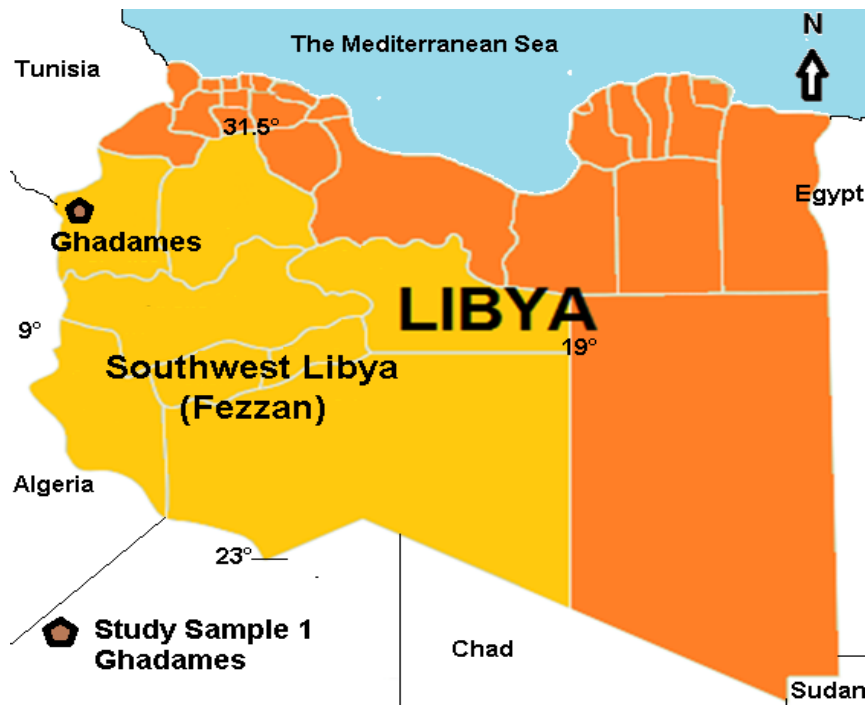 The Mediterranean Sea
N
Tunisia
31.5°
Egypt
Ghadames
LIBYA
9°
19°
Southwest Libya
(Fezzan)
Algeria
23°
Study Sample 1
Ghadames
Chad
Sudan